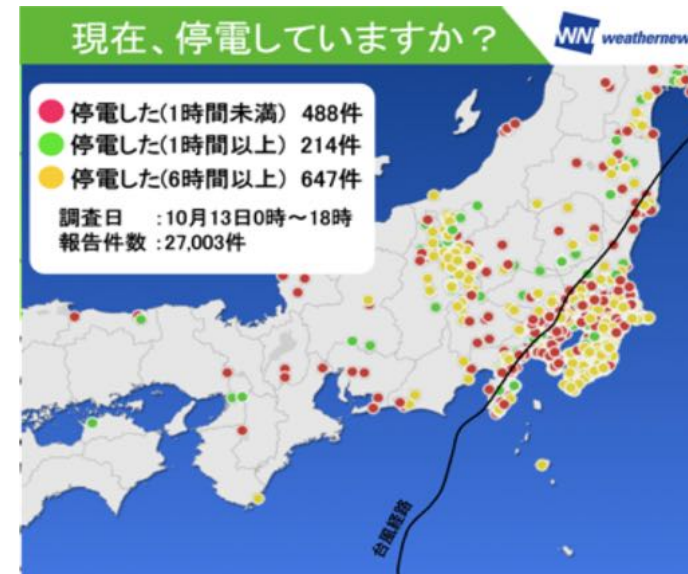 現在、停電していますか？
WNI weathernew
停電した(1時間未満) 488件
停電した(1時間以上) 214件
停電した(6時間以上) 647件
調査日 :10月13日0時～18時
報告件数 :27,003件
台風経路